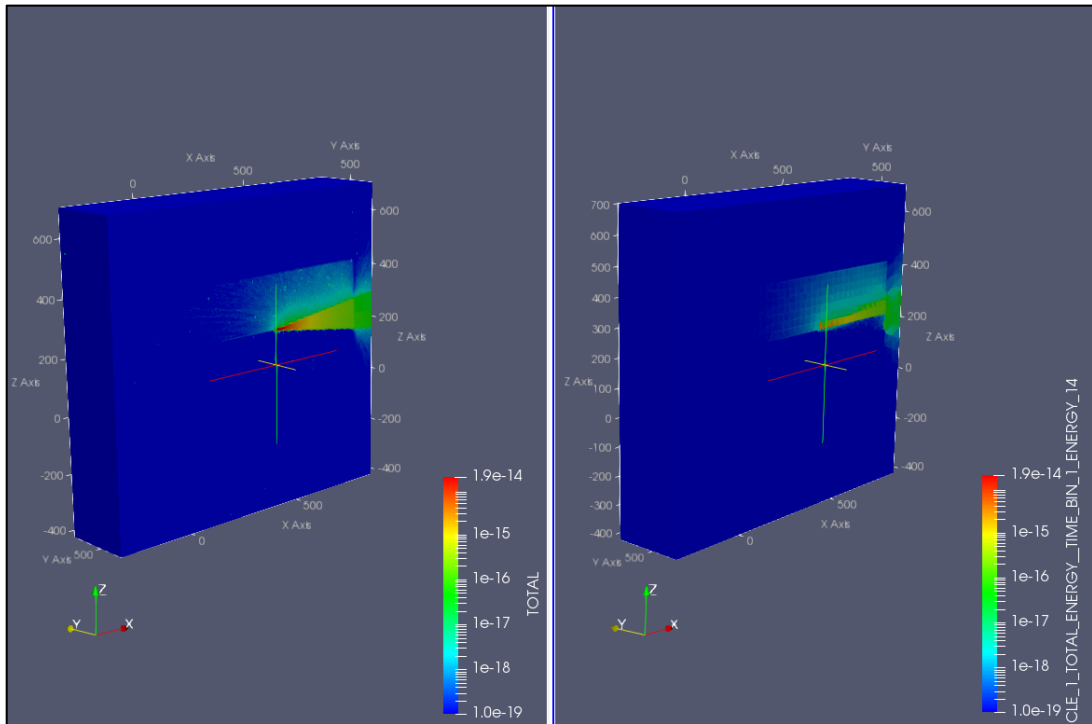 X Axis
Y Axis
0
500
500
600
400
200
Z Axis
0
-200
-400
600
400
200
Z Axis
0
-200
-400
Y Axis
500
0
X Axis
500
Z
Y
X
1.9e-14
1e-15
1e-16
1e-17
1e-18
1.0e-19
TOTAL
X Axis
Y Axis
0
500
500
700
600
500
400
300
200
Z Axis
100
0
-100
-200
-300
-400
600
400
200
Z Axis
0
-200
-400
Y Axis
500
0
X Axis
500
Z
Y
X
1.9e-14
1e-15
1e-16
1e-17
1e-18
1.0e-19
CLE_1_TOTAL_ENERGY__TIME_BIN_1_ENERGY_14